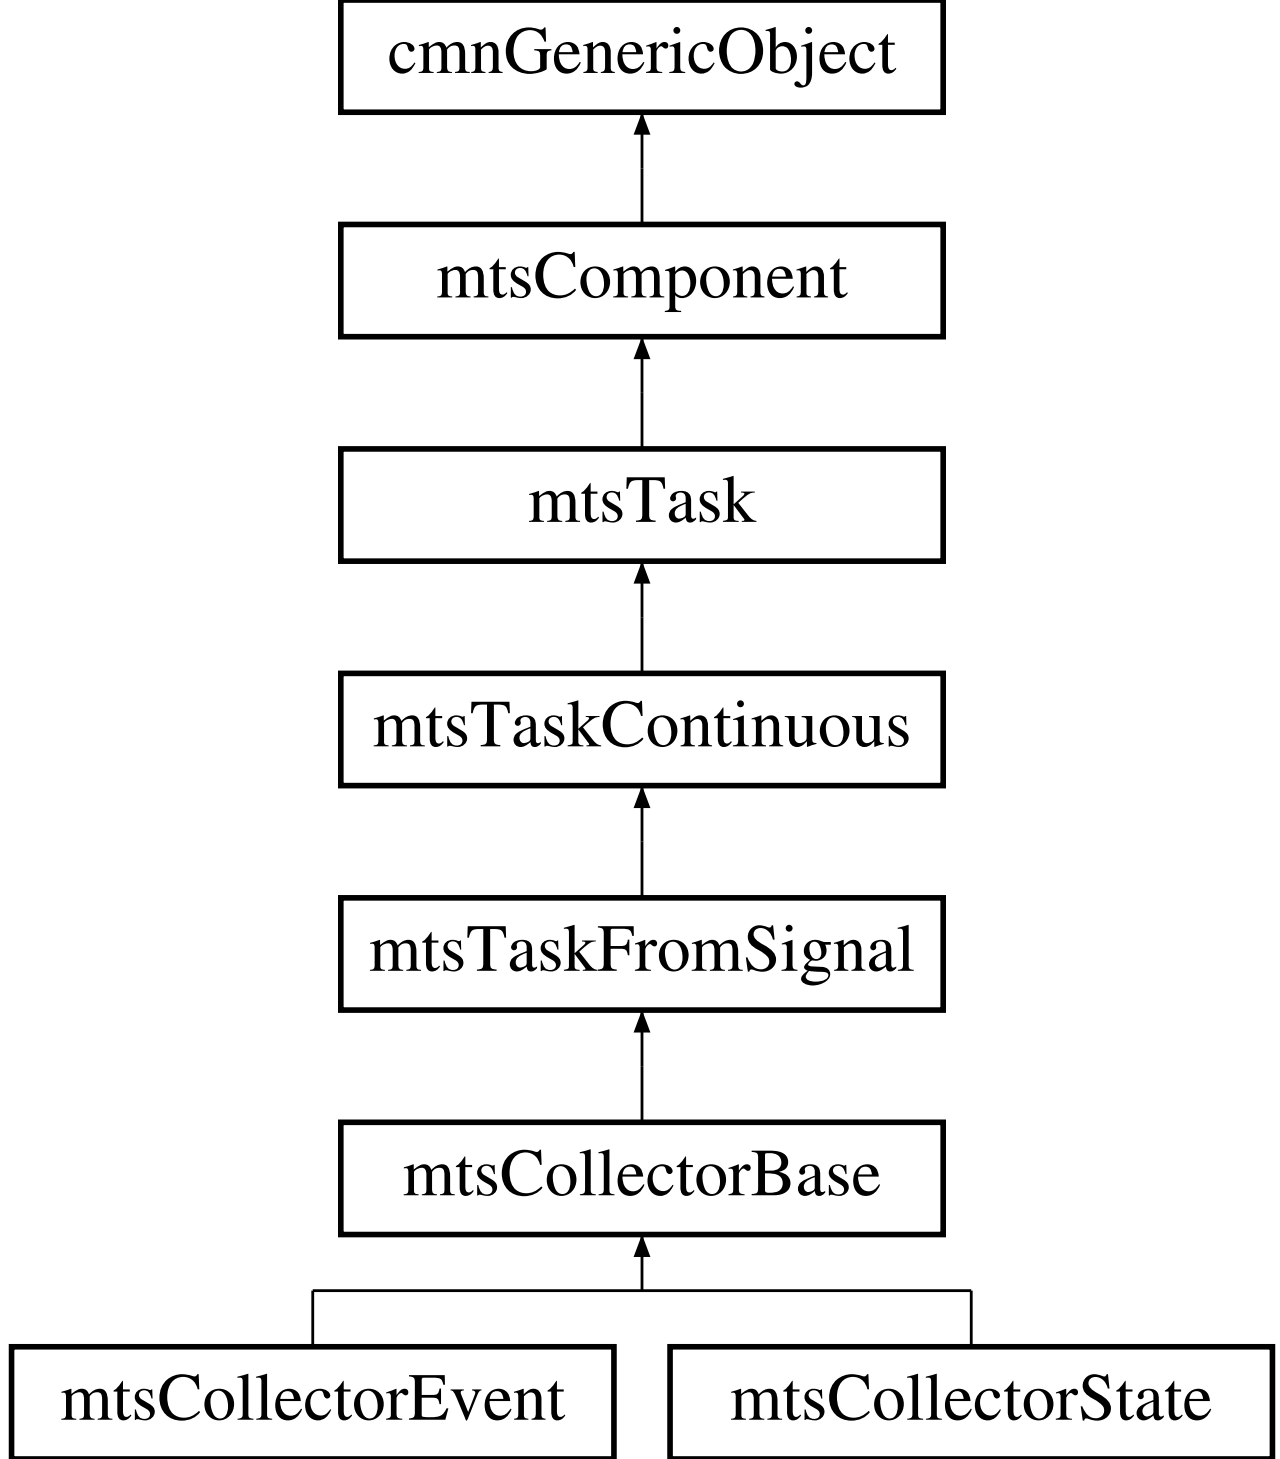 cmnGenericObject
mtsComponent
mtsTask
mtsTaskContinuous
mtsTaskFromSignal
mtsCollectorBase
mtsCollectorEvent
mtsCollectorState